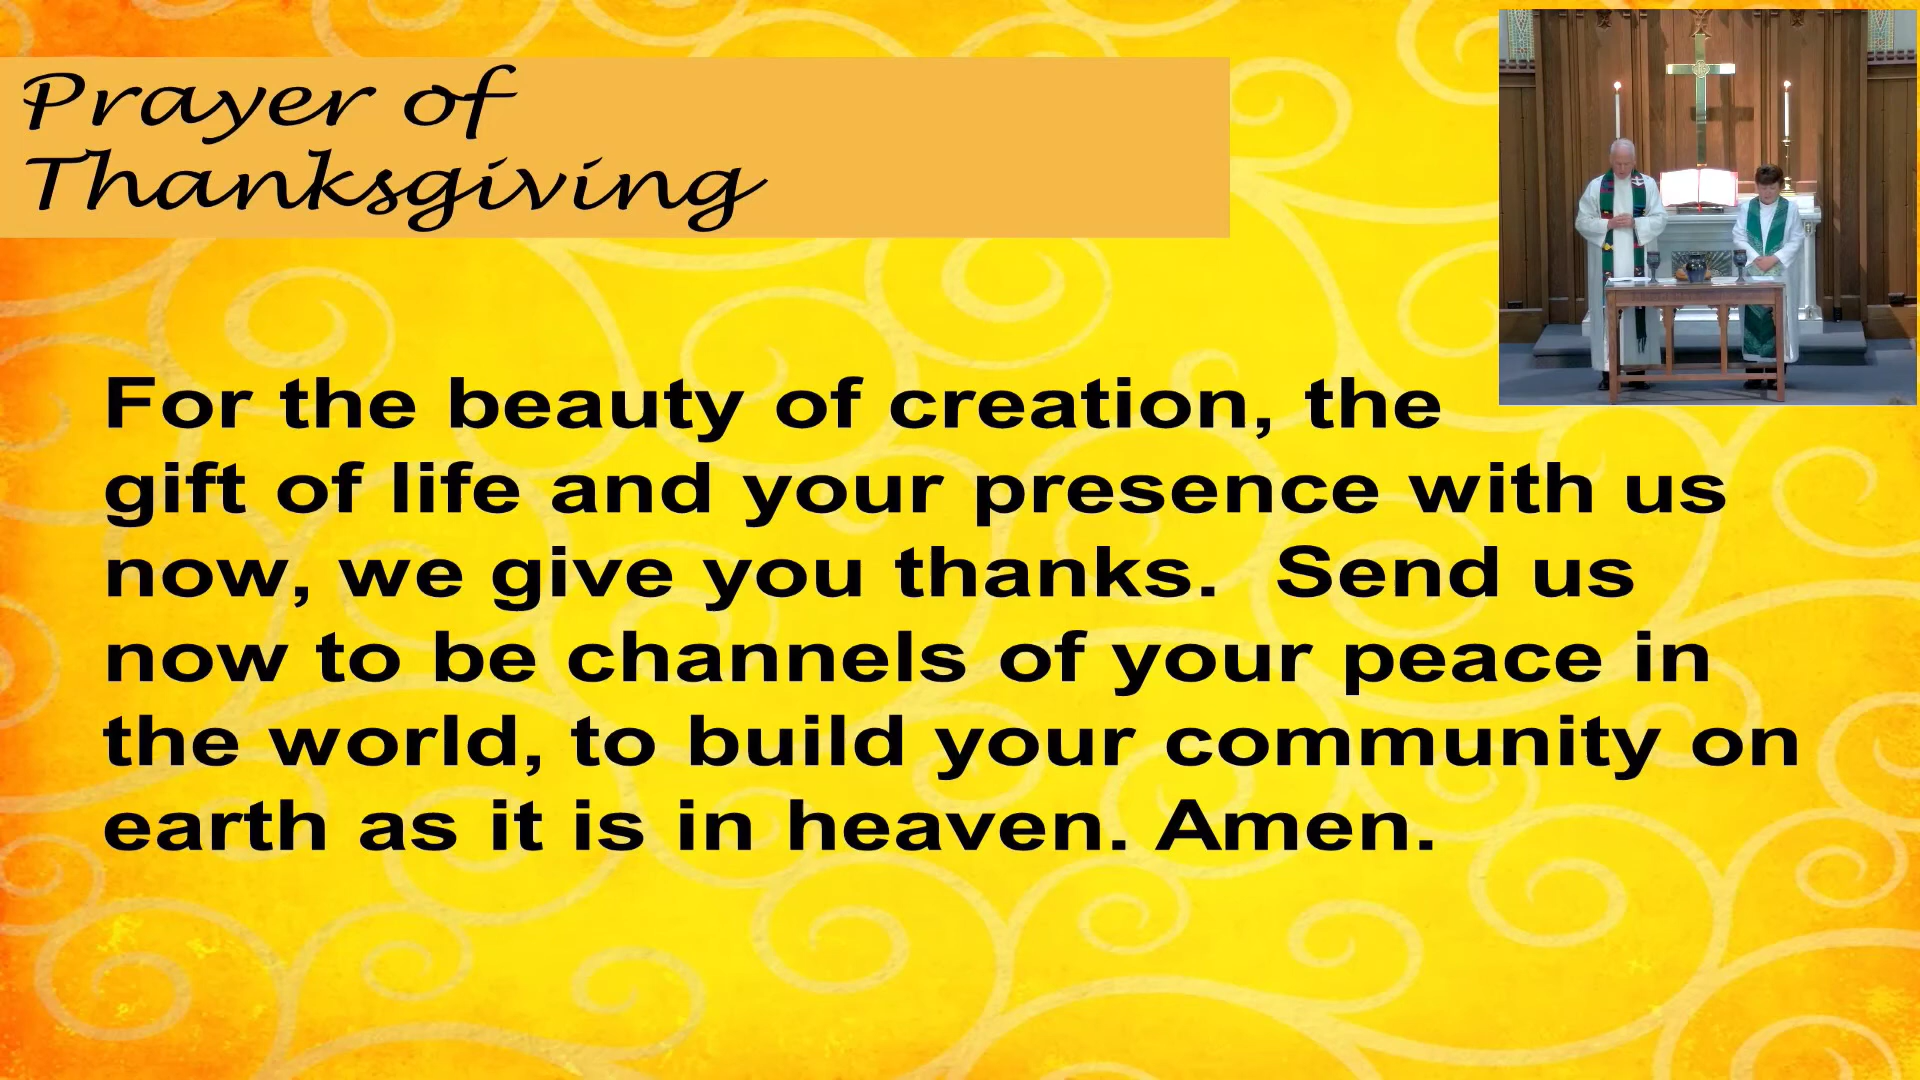 Prayer of
Thanksgiving
For the beauty of creation, the
gift of life and your presence with us
now, we give you thanks.  Send us
now to be channels of your peace in
the world, to build your community on
earth as it is in heaven. Amen.